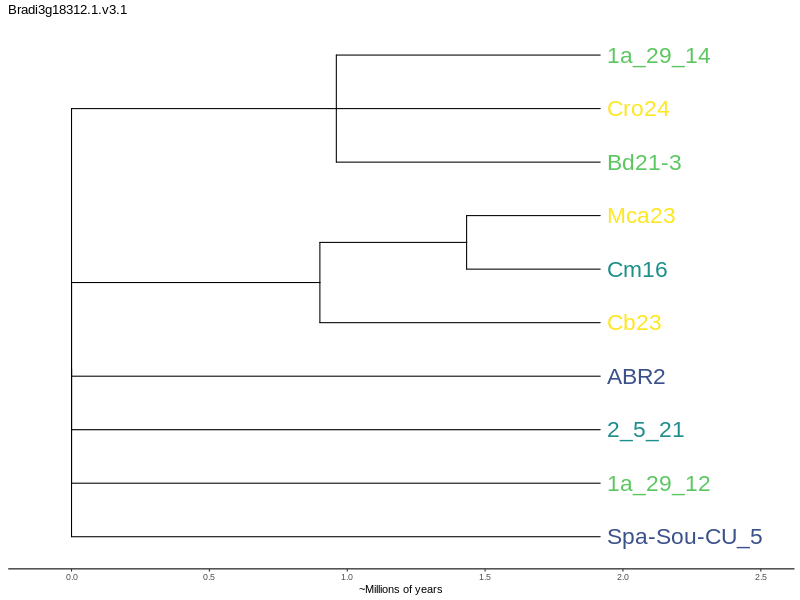 Bradi3g18312.1.v3.1
1a_29_14
Cro24
Bd21-3
Mca23
Cm16
Cb23
ABR2
2_5_21
1a_29_12
Spa-Sou-CU_5
0.0 0.5 1.0 1.5 2.0 2.5
~Millions of years